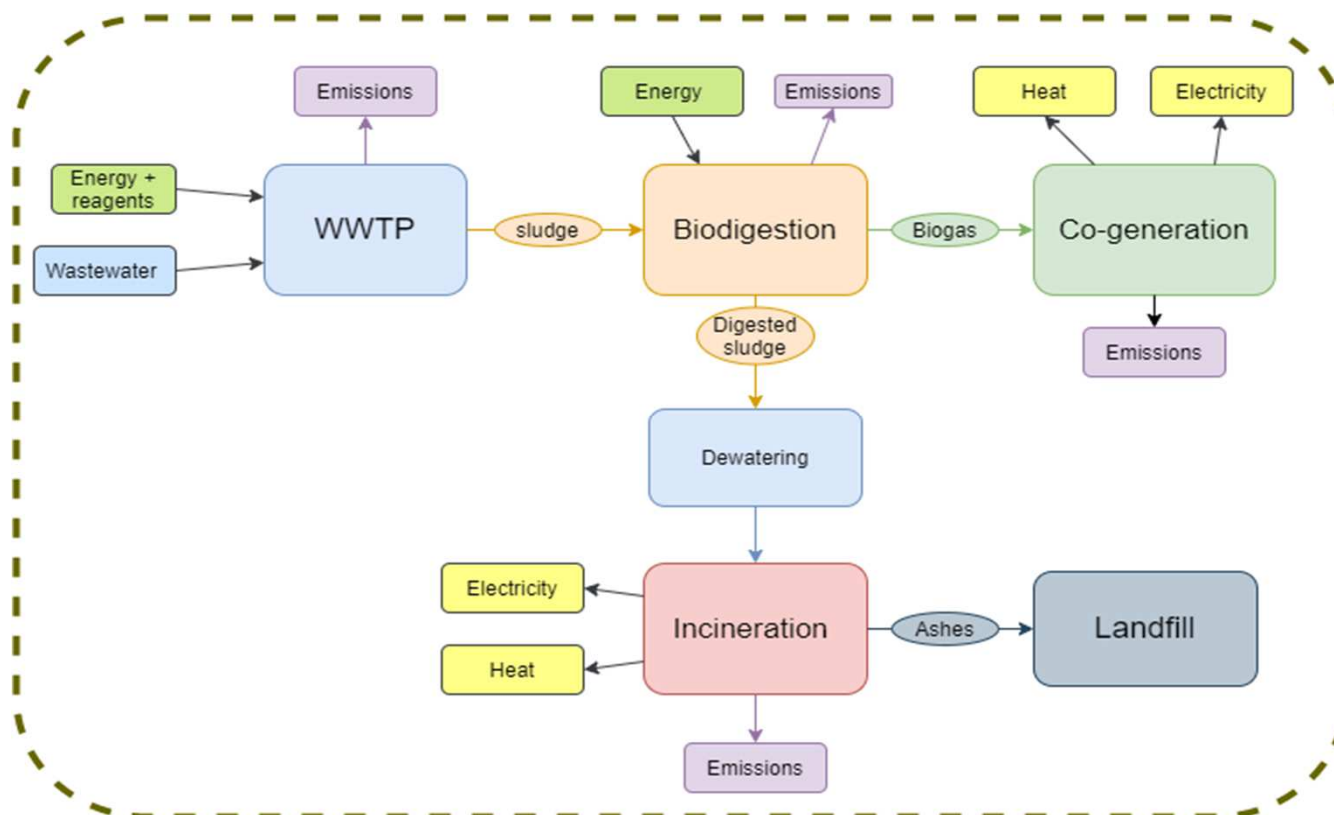 Emissions
Energy
Emissions
Heat
Electricity
Energy +
reagents
WWTP
sludge
Biodigestion
Biogas
Co-generation
Wastewater
Digested
sludge
Emissions
Dewatering
Electricity
Incineration
Ashes
Landfill
Heat
Emissions